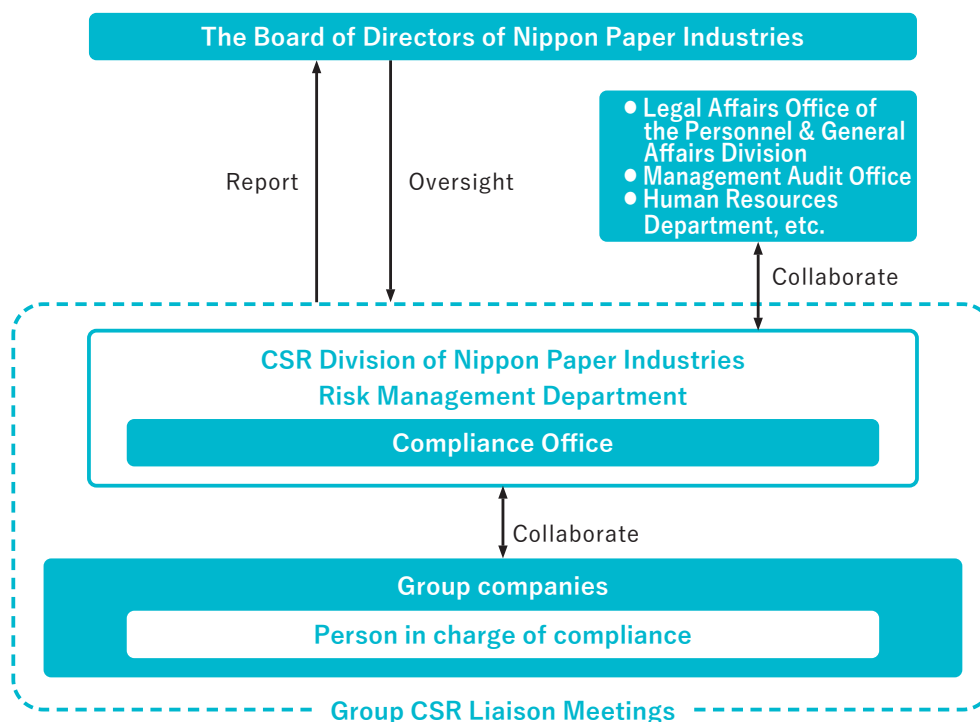 The Board of Directors of Nippon Paper Industries
Report
Oversight
● Legal Affairs Office of
the Personnel & General
Affairs Division
● Management Audit Office
● Human Resources
Department, etc.
Collaborate
CSR Division of Nippon Paper Industries
Risk Management Department
Compliance Office
Collaborate
Group companies
Person in charge of compliance
Group CSR Liaison Meetings